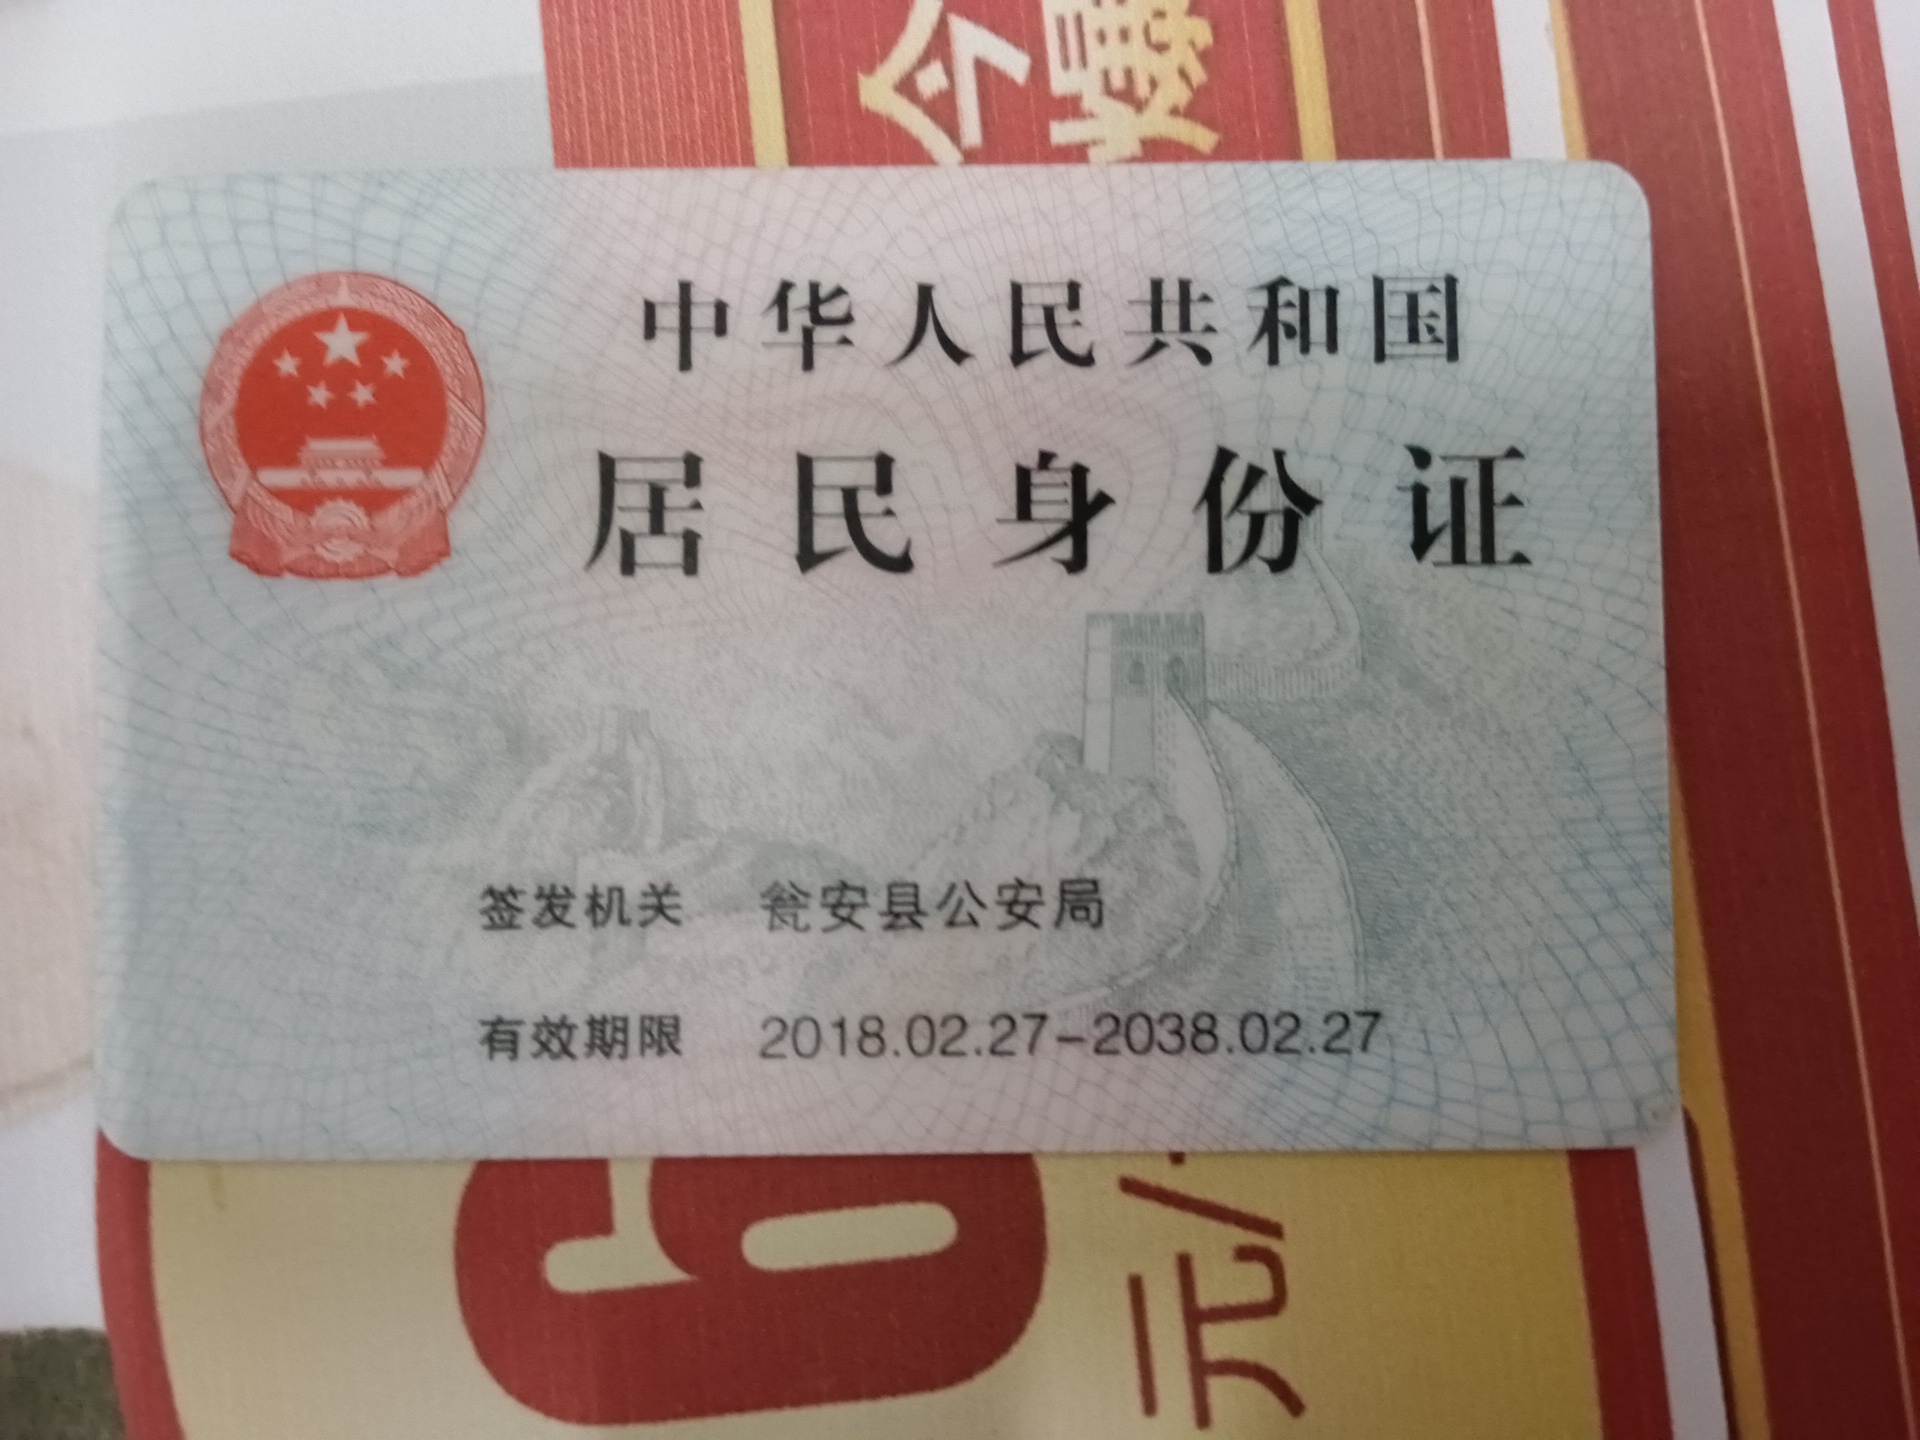 中华人民共和国
居民身份证
签发机关 瓮安县公安局
有效期限 2018.02.27-2038.02.27
元/